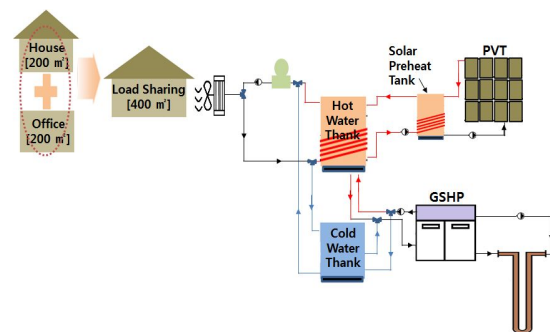 House
[200 ㎡]
Office
[200 ㎡]
Load Sharing
[400 ㎡]
Hot
Water
Thank
Solar
Preheat
Tank
PVT
Cold
Water
Thank
GSHP